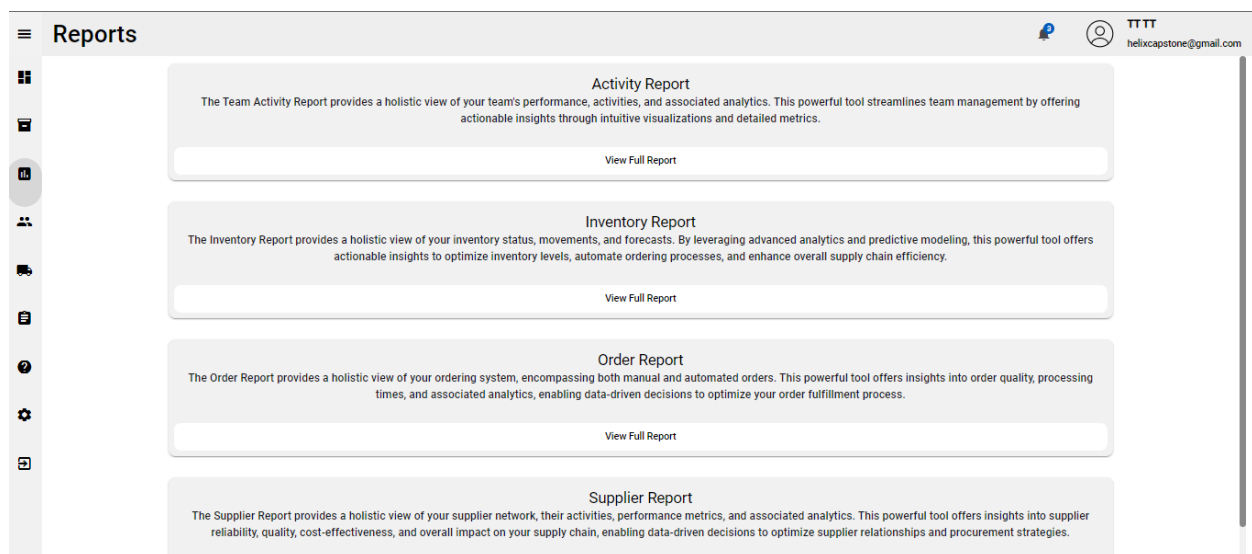 Reports
3
TT TT
helixcapstone@gmail.com
Activity Report
The Team Activity Report provides a holistic view of your team's performance, activities, and associated analytics. This powerful tool streamlines team management by offering
actionable insights through intuitive visualizations and detailed metrics.
View Full Report
Inventory Report
The Inventory Report provides a holistic view of your inventory status, movements, and forecasts. By leveraging advanced analytics and predictive modeling, this powerful tool offers
actionable insights to optimize inventory levels, automate ordering processes, and enhance overall supply chain efficiency.
View Full Report
Order Report
The Order Report provides a holistic view of your ordering system, encompassing both manual and automated orders. This powerful tool offers insights into order quality, processing
times, and associated analytics, enabling data-driven decisions to optimize your order fulfillment process.
View Full Report
Supplier Report
The Supplier Report provides a holistic view of your supplier network, their activities, performance metrics, and associated analytics. This powerful tool offers insights into supplier
reliability, quality, cost-effectiveness, and overall impact on your supply chain, enabling data-driven decisions to optimize supplier relationships and procurement strategies.